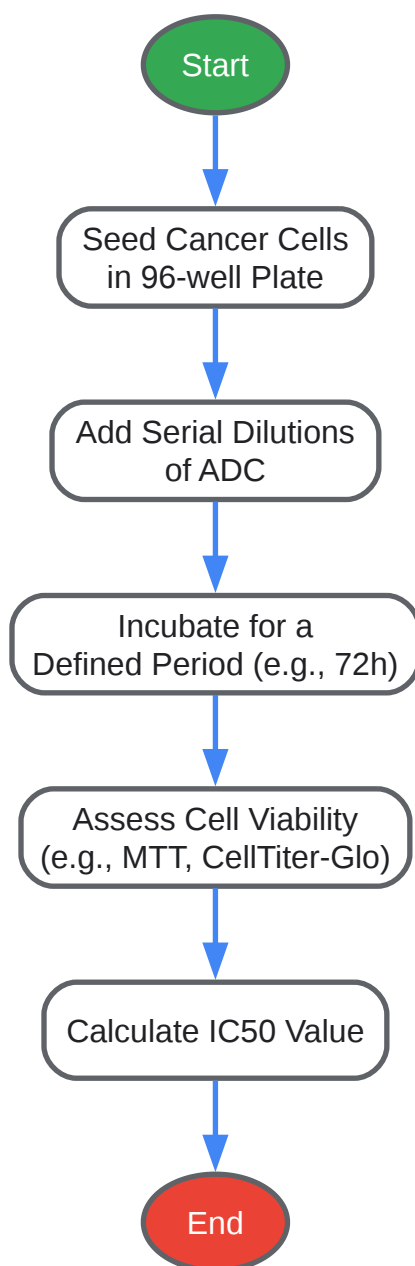 Start
Seed Cancer Cells
in 96-well Plate
Add Serial Dilutions
of ADC
Incubate for a
Defined Period (e.g., 72h)
Assess Cell Viability
(e.g., MTT, CellTiter-Glo)
Calculate IC50 Value
End